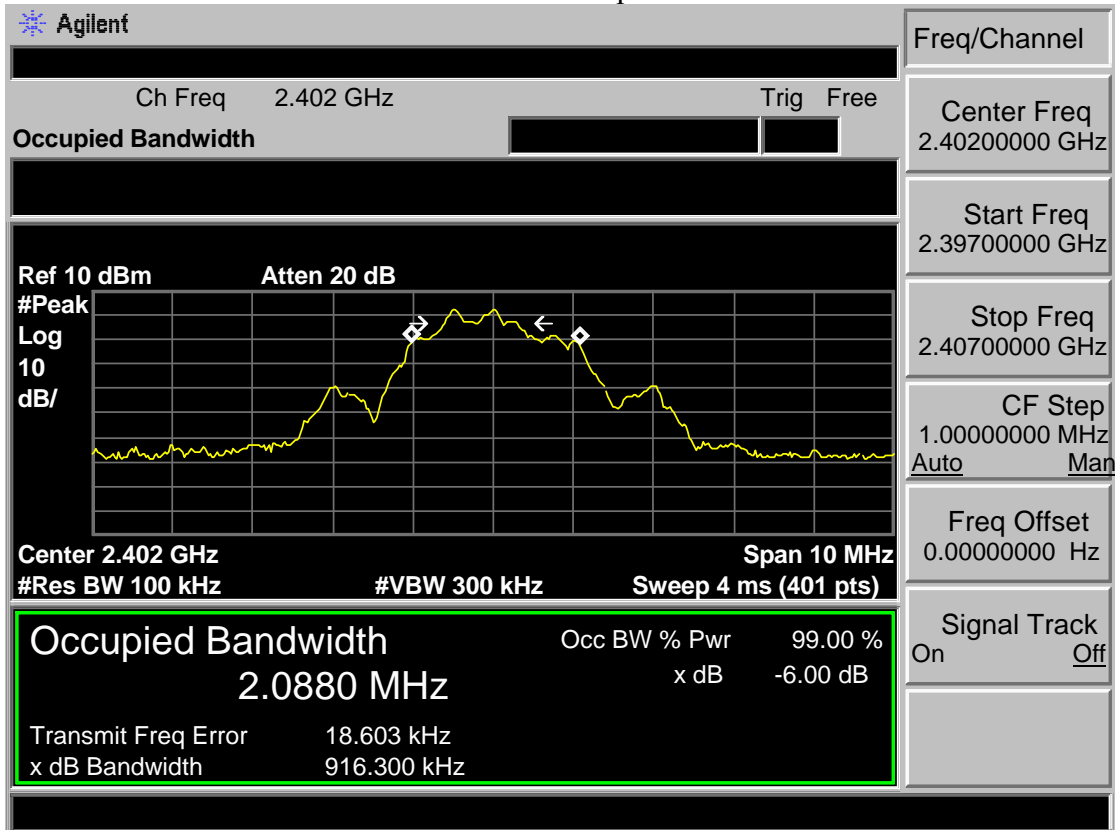 Agilent
Freq/Channel
Ch Freq 2.402 GHz Trig Free
Occupied Bandwidth
Center Freq
2.40200000 GHz
Start Freq
2.39700000 GHz
Stop Freq
2.40700000 GHz
CF Step
1.00000000 MHz
Auto Man
Freq Offset
0.00000000 Hz
Signal Track
On Off
Ref 10 dBm Atten 20 dB
#Peak
Log
10
dB/
Center 2.402 GHz Span 10 MHz
#Res BW 100 kHz #VBW 300 kHz Sweep 4 ms (401 pts)
Occupied Bandwidth
2.0880 MHz
Occ BW % Pwr 99.00 %
x dB -6.00 dB
Transmit Freq Error 18.603 kHz
x dB Bandwidth 916.300 kHz